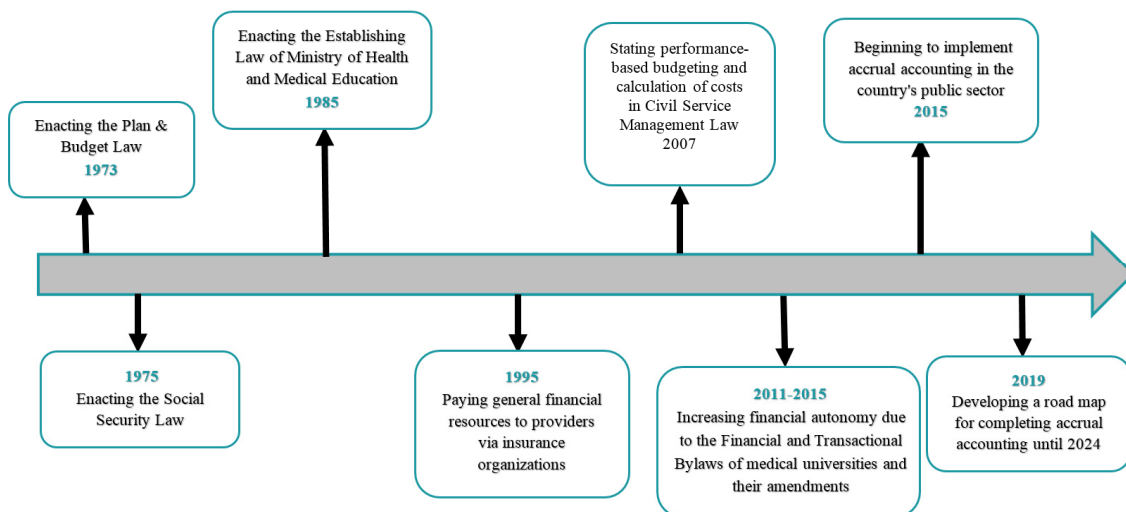 Enacting the Plan &
Budget Law
1973
Enacting the Establishing
Law of Ministry of Health
and Medical Education
1985
Stating performance-
based budgeting and
calculation of costs
in Civil Service
Management Law
2007
Beginning to implement
accrual accounting in the
country's public sector
2015
1975
Enacting the Social
Security Law
1995
Paying general financial
resources to providers
via insurance
organizations
2011-2015
Increasing financial autonomy due
to the Financial and Transactional
Bylaws of medical universities and
their amendments
2019
Developing a road map
for completing accrual
accounting until 2024